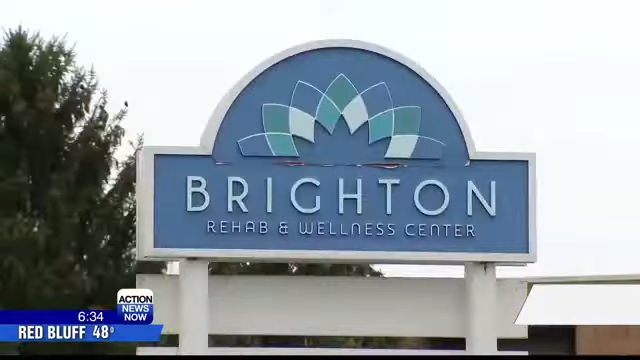 BRIGHTON
REHAB & WELLNESS CENTER
ACTION
NEWS
NOW
6:34
RED BLUFF 48°